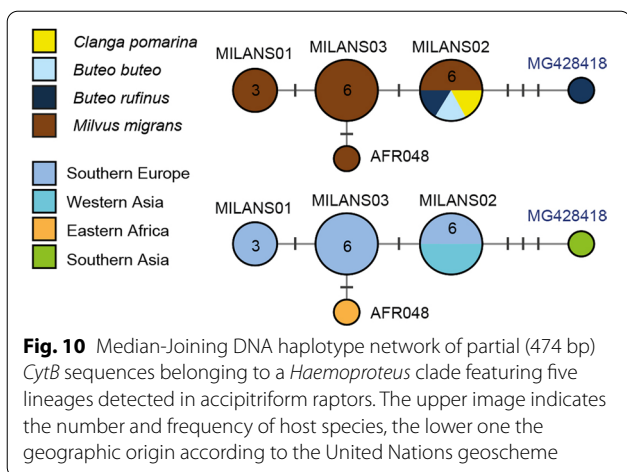 Clanga pomarina
Buteo buteo
Buteo rufinus
Milvus migrans
MILANS01
MILANS03
MILANS02
MG428418
3
6
6
AFR048
Southern Europe
Western Asia
Eastern Africa
Southern Asia
MILANS01
MILANS03
MILANS02
MG428418
3
6
6
AFR048
Fig. 10 Median-Joining DNA haplotype network of partial (474 bp)
CytB sequences belonging to a Haemoproteus clade featuring five
lineages detected in accipitriform raptors. The upper image indicates
the number and frequency of host species, the lower one the
geographic origin according to the United Nations geoscheme